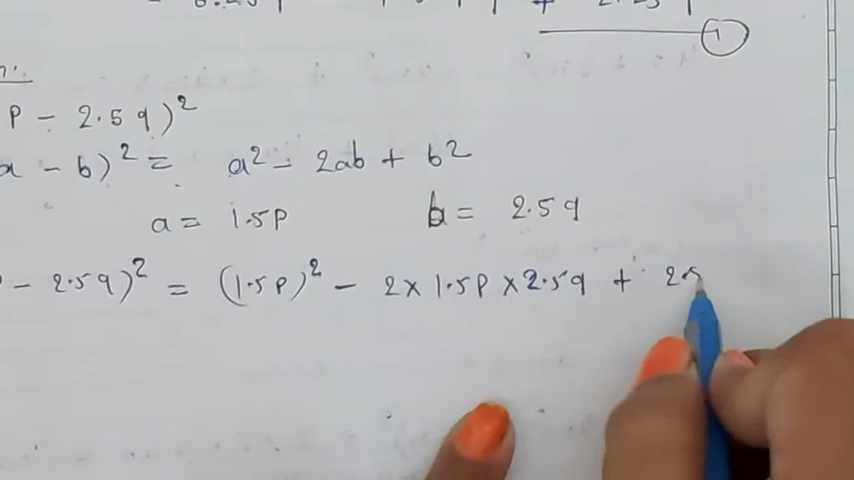 ①
P - 2.5q)²
a - b)² = a² - 2ab + b²
a = 1.5P b = 2.5q
- 2.5q)² = (1.5P)² - 2 × 1.5P × 2.5q + 2.5